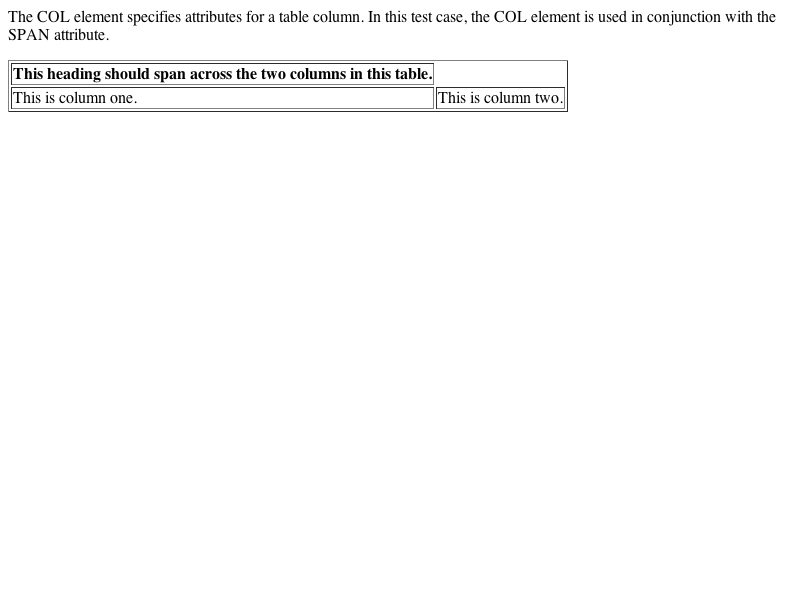 The COL element specifies attributes for a table column. In this test case, the COL element is used in conjunction with the
SPAN attribute.
This heading should span across the two columns in this table.
This is column one. This is column two.